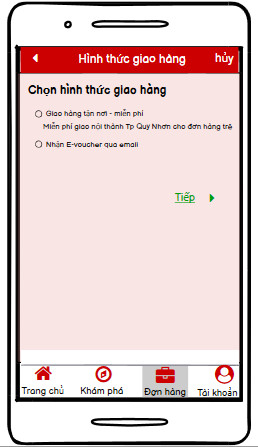 Hình thức giao hàng
hủy
Chọn hình thức giao hàng
Giao hàng tận nơi - miễn phí
Miễn phí giao nội thành Tp Quy Nhơn cho đơn hàng trê
Nhận E-voucher qua email
Tiếp
Trang chủ
Khám phá
Đơn hàng
Tài khoản